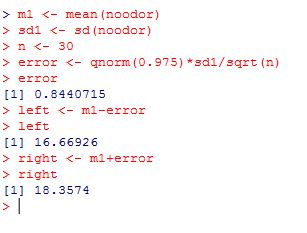 > m1 <- mean(noodor)
> sd1 <- sd(noodor)
> n <- 30
> error <- qnorm(0.975)*sd1/sqrt(n)
> error
[1] 0.8440715
> left <- m1-error
> left
[1] 16.66926
> right <- m1+error
> right
[1] 18.3574
>